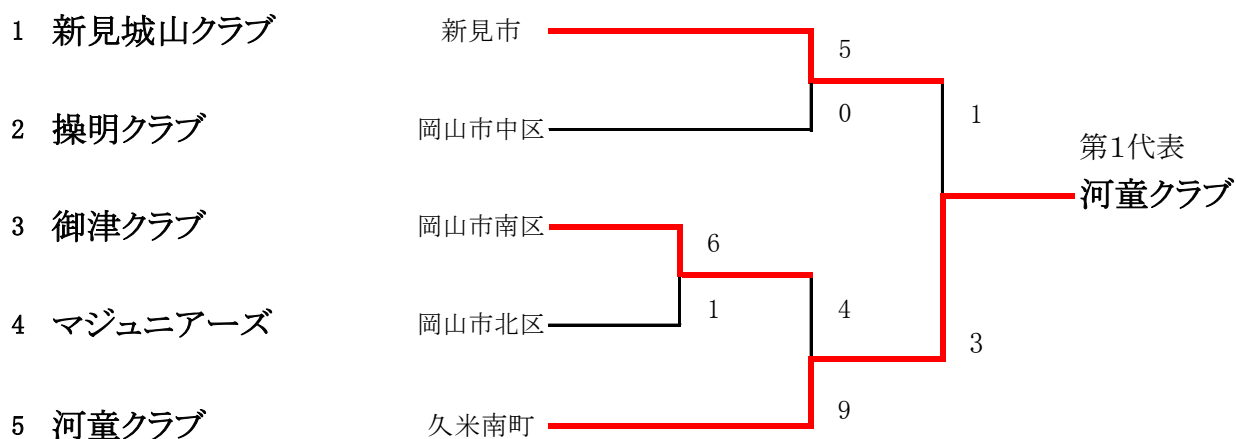 1 新見城山クラブ 新見市
5
2 操明クラブ 岡山市中区
0
1
第1代表
河童クラブ
3 御津クラブ 岡山市南区
6
4 マジュニアーズ 岡山市北区
1
4
3
5 河童クラブ 久米南町
9